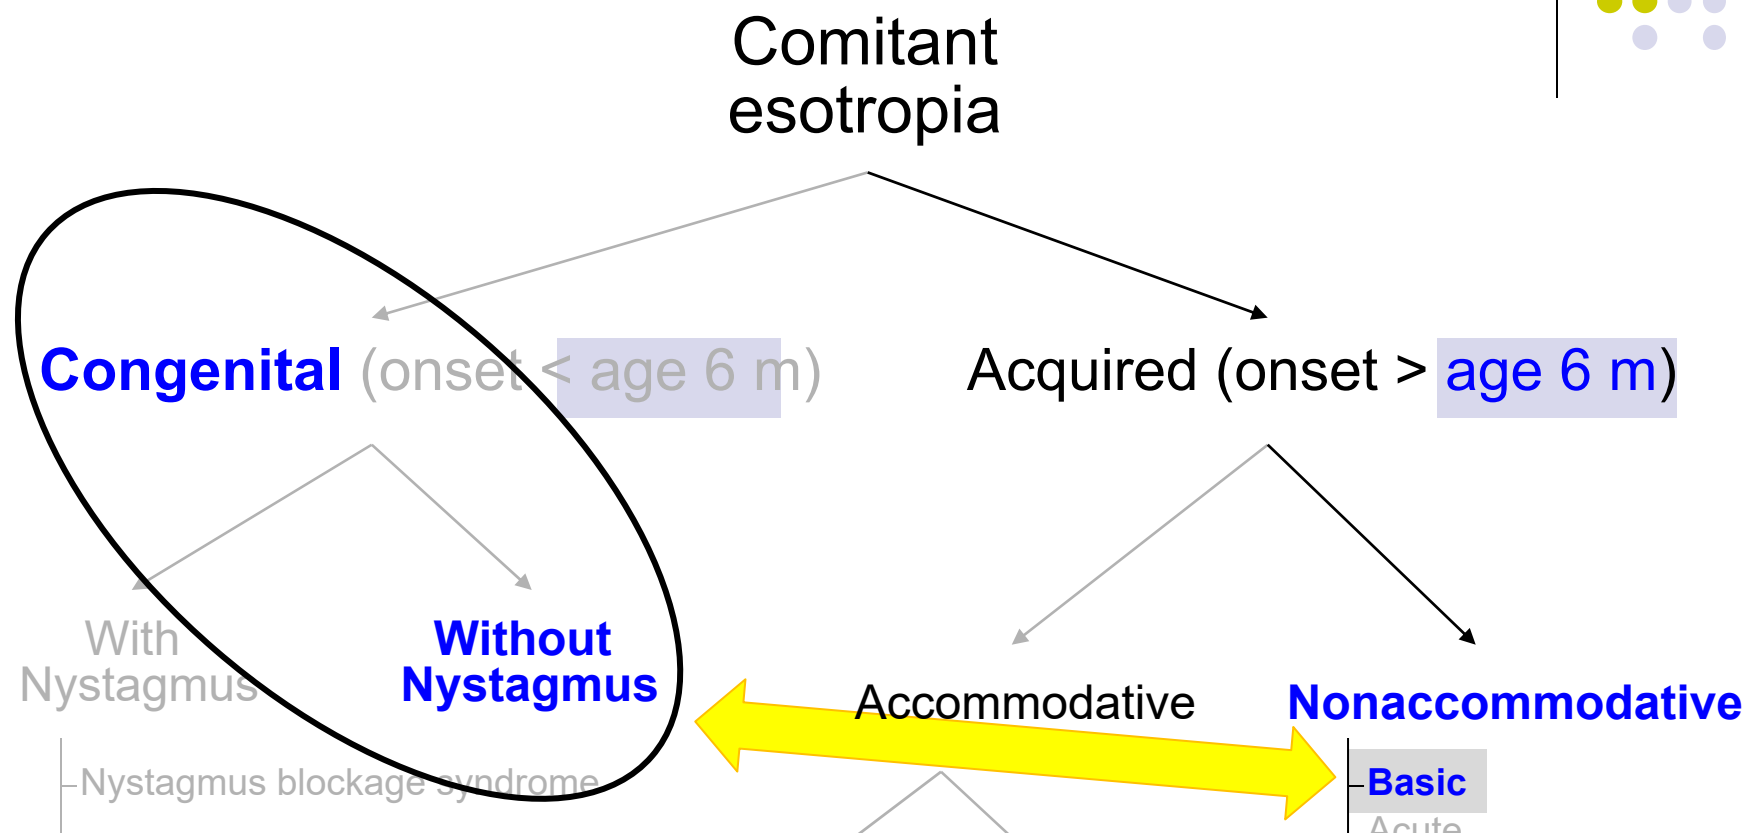 Comitant
esotropia
Congenital (onset < age 6 m)
Acquired (onset > age 6 m)
With
Nystagmus
Without
Nystagmus
Accommodative
Nonaccommodative
Nystagmus blockage syndrome
Basic
Acute